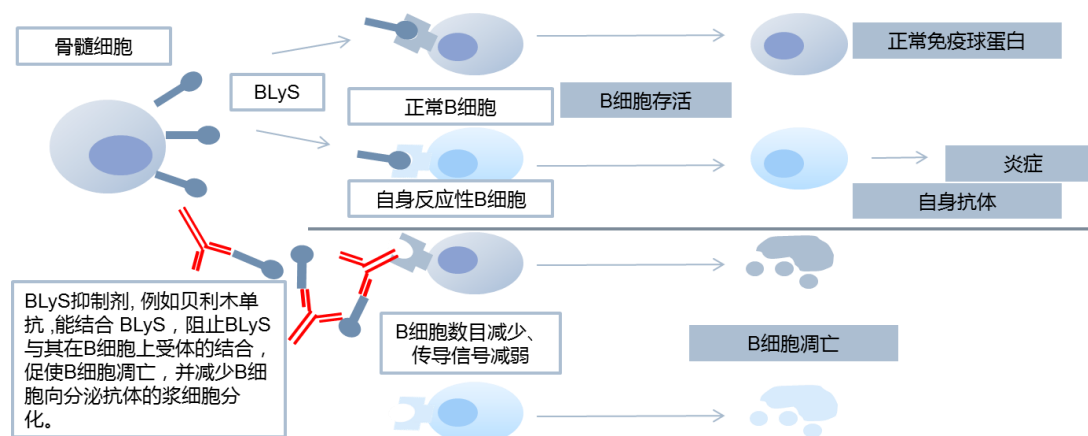 骨髓细胞
BLyS
正常B细胞
B细胞存活
正常免疫球蛋白
自身反应性B细胞
炎症
自身抗体
BLyS抑制剂, 例如贝利木单
抗 ,能结合 BLyS，阻止BLyS
与其在B细胞上受体的结合，
促使B细胞凋亡，并减少B细
胞向分泌抗体的浆细胞分
化。
B细胞数目减少、
传导信号减弱
B细胞凋亡